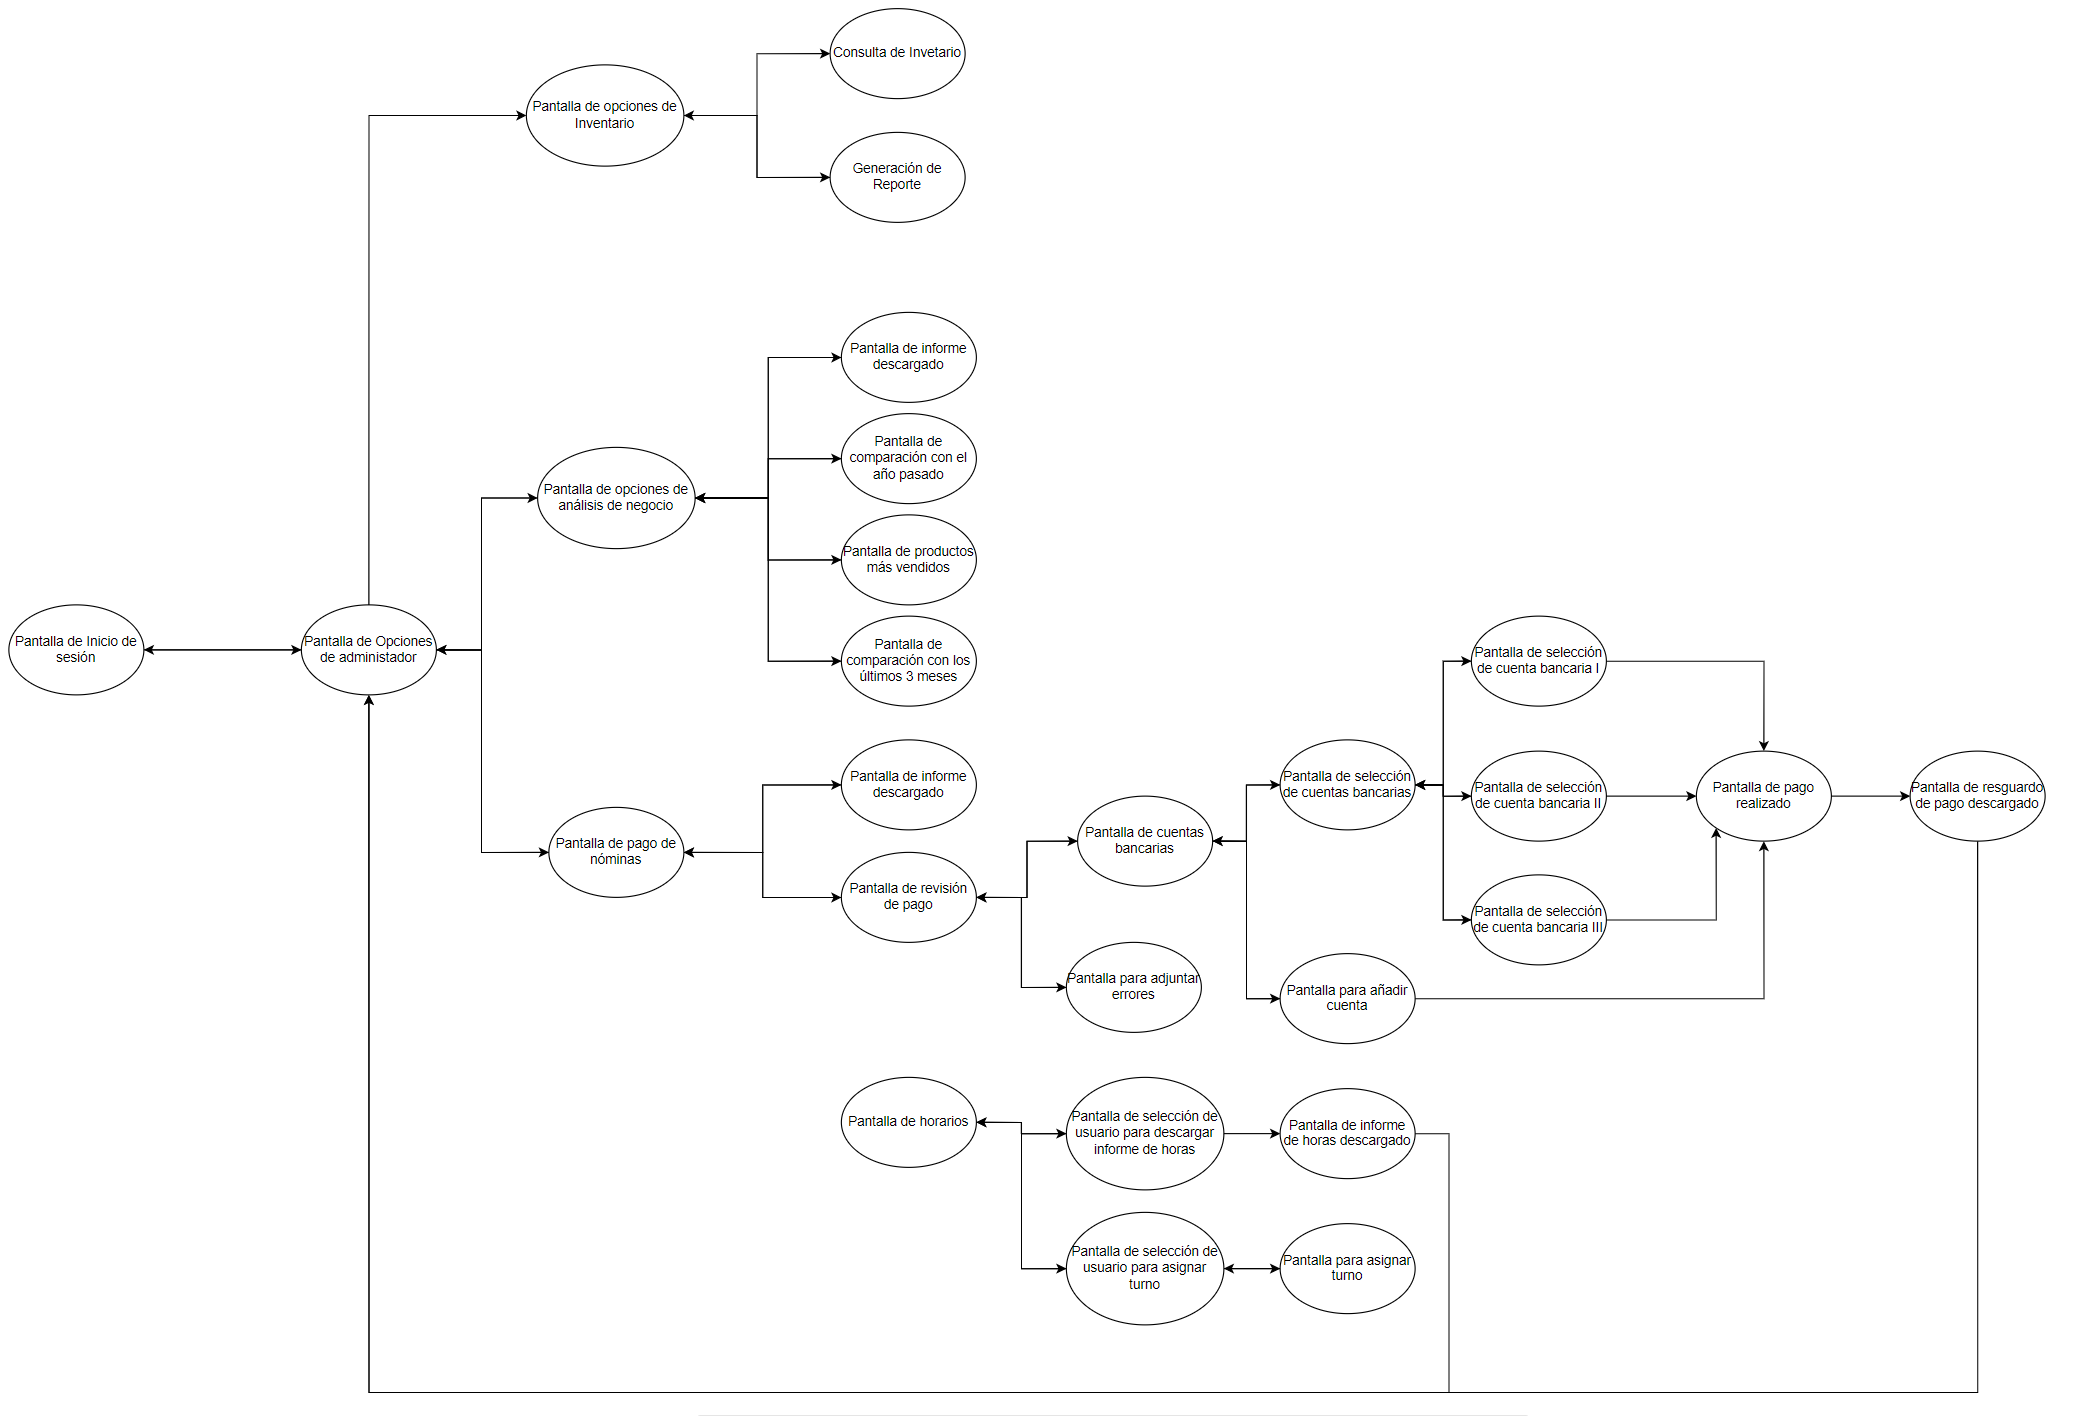 Consulta de Invetario
Pantalla de opciones de
Inventario
Generación de
Reporte
Pantalla de informe
descargado
Pantalla de
comparación con el
año pasado
Pantalla de opciones de
análisis de negocio
Pantalla de productos
más vendidos
Pantalla de Inicio de
sesión
Pantalla de Opciones
de administador
Pantalla de
comparación con los
últimos 3 meses
Pantalla de selección
de cuenta bancaria I
Pantalla de informe
descargado
Pantalla de selección
de cuentas bancarias
Pantalla de selección
de cuenta bancaria II
Pantalla de pago
realizado
Pantalla de resguardo
de pago descargado
Pantalla de pago de
nóminas
Pantalla de cuentas
bancarias
Pantalla de revisión
de pago
Pantalla de selección
de cuenta bancaria III
Pantalla para adjuntar
errores
Pantalla para añadir
cuenta
Pantalla de horarios
Pantalla de selección de
usuario para descargar
informe de horas
Pantalla de informe
de horas descargado
Pantalla de selección de
usuario para asignar
turno
Pantalla para asignar
turno